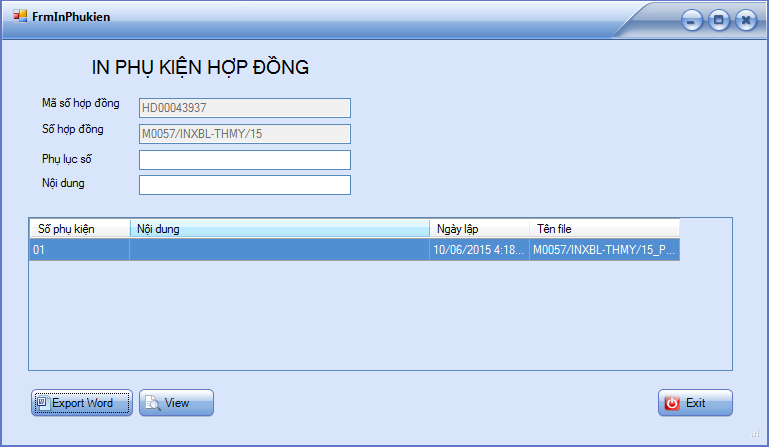 FrmInPhukien
IN PHỤ KIỆN HỢP ĐỒNG
Mã số hợp đồng HD00043937
Số hợp đồng M0057/INXBL-THMY/15
Phụ lục số
Nội dung
Số phụ kiện Nội dung Ngày lập Tên file
01 10/06/2015 4:18... M0057/INXBL-THMY/15_P...
Export Word View Exit